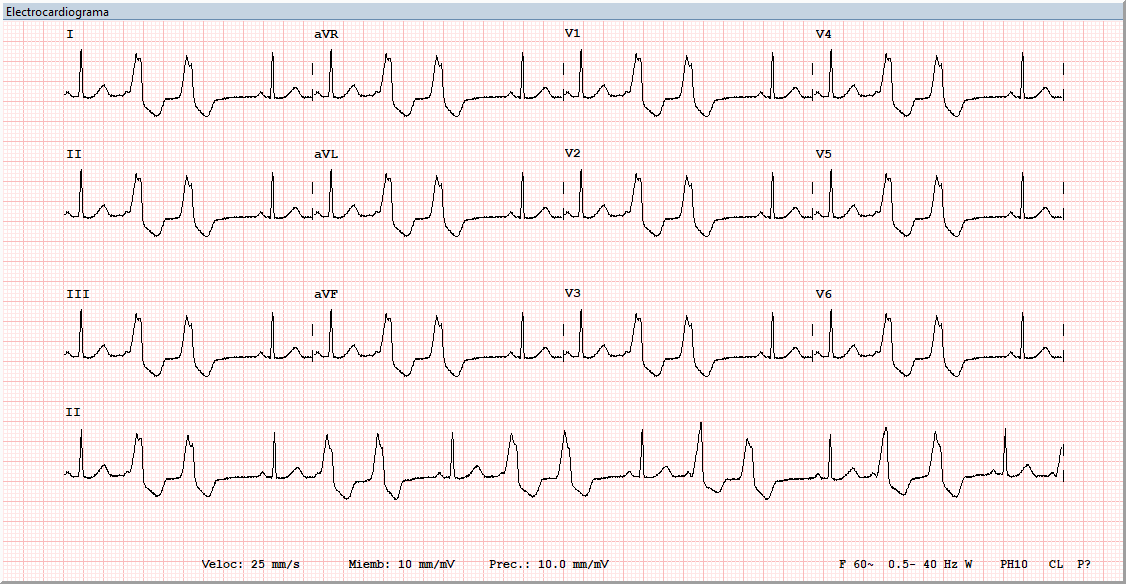 Electrocardiograma
I aVR V1 V4
II aVL V2 V5
III aVF V3 V6
II
Veloc: 25 mm/s Miemb: 10 mm/mV Prec.: 10.0 mm/mV F 60~ 0.5- 40 Hz W PH10 CL P?